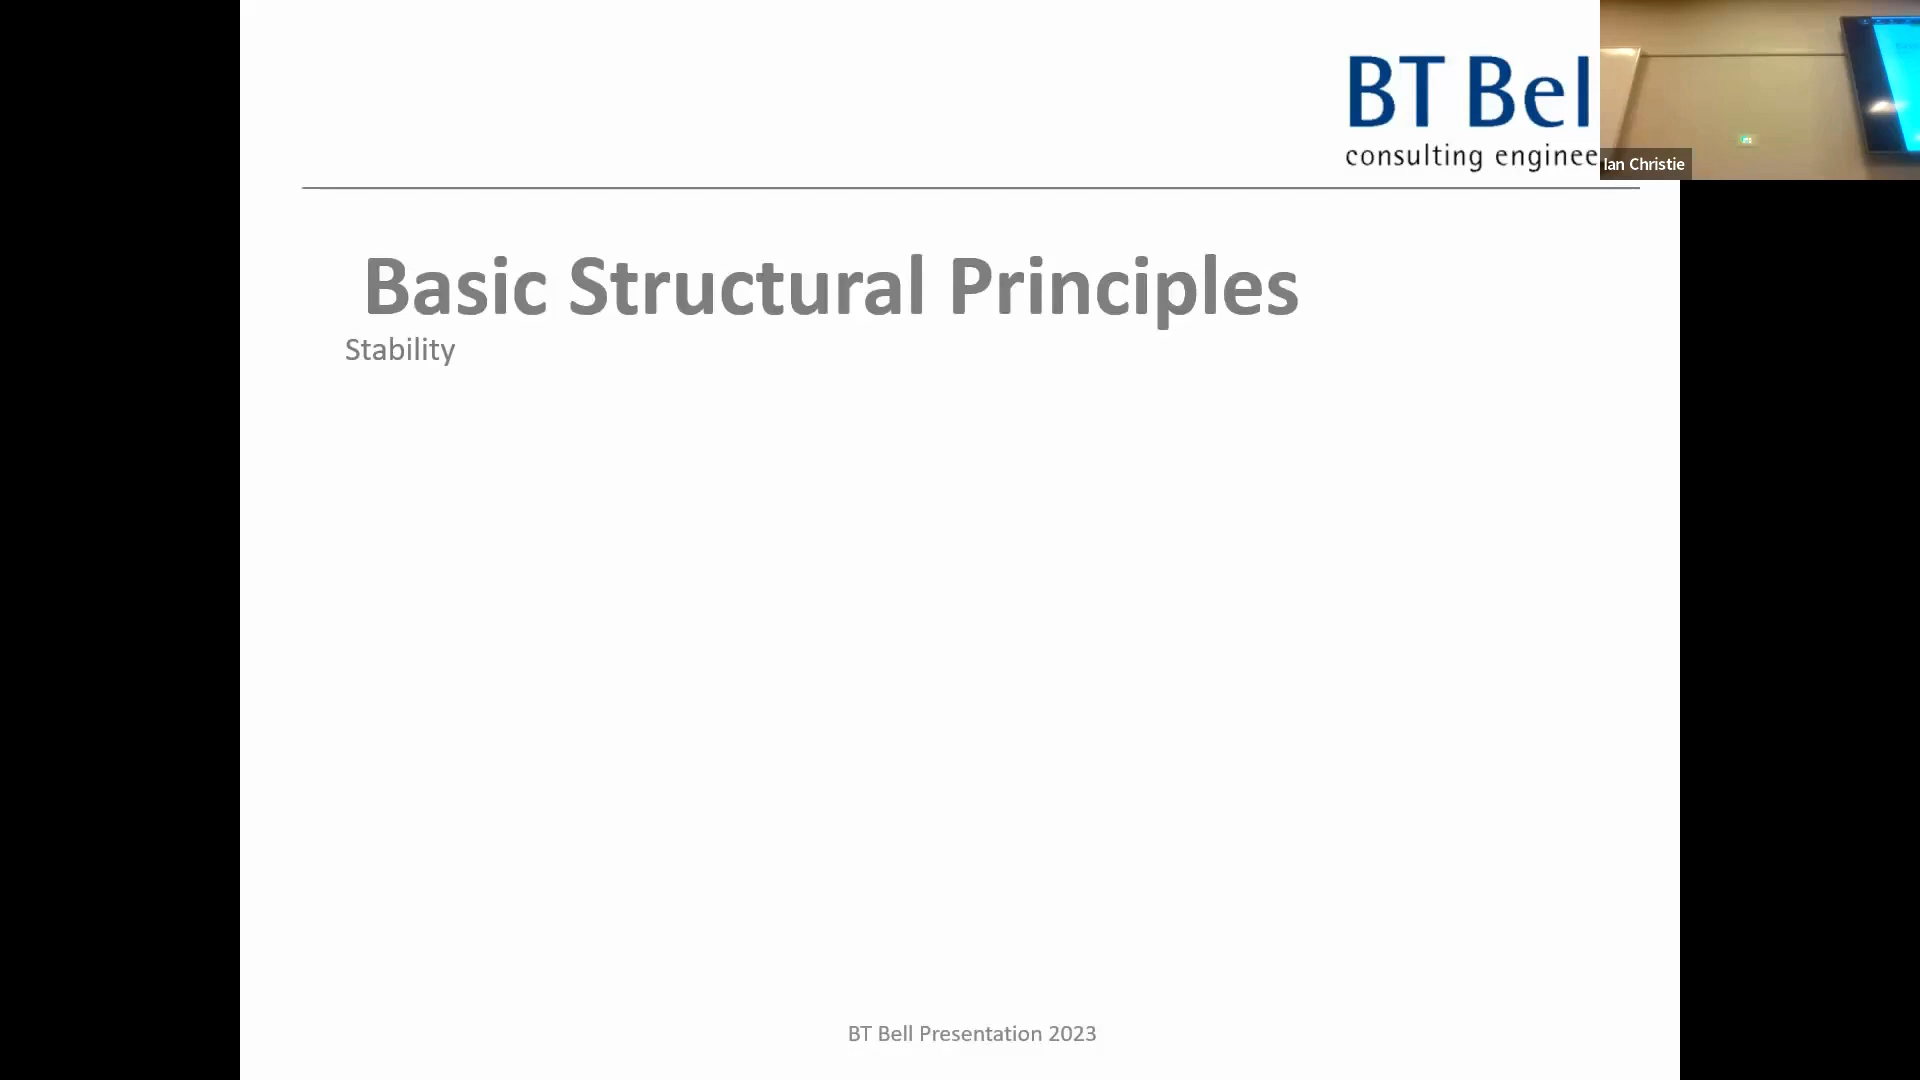 BT Bel
consulting enginee
Ian Christie
Basic Structural Principles
Stability
BT Bell Presentation 2023